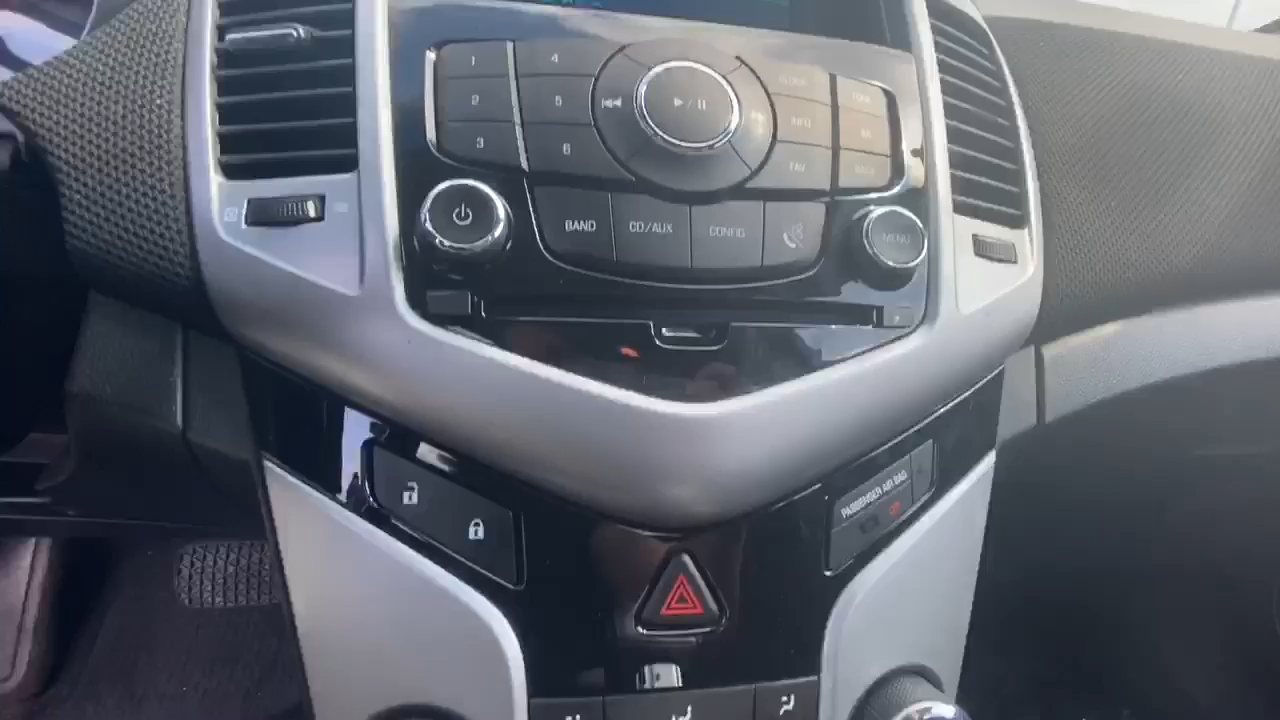 1
4
2
5
3
6
INFO
FAV
BAND
CD/AUX
CONFIG
MENU
PASSENGER AIR BAG